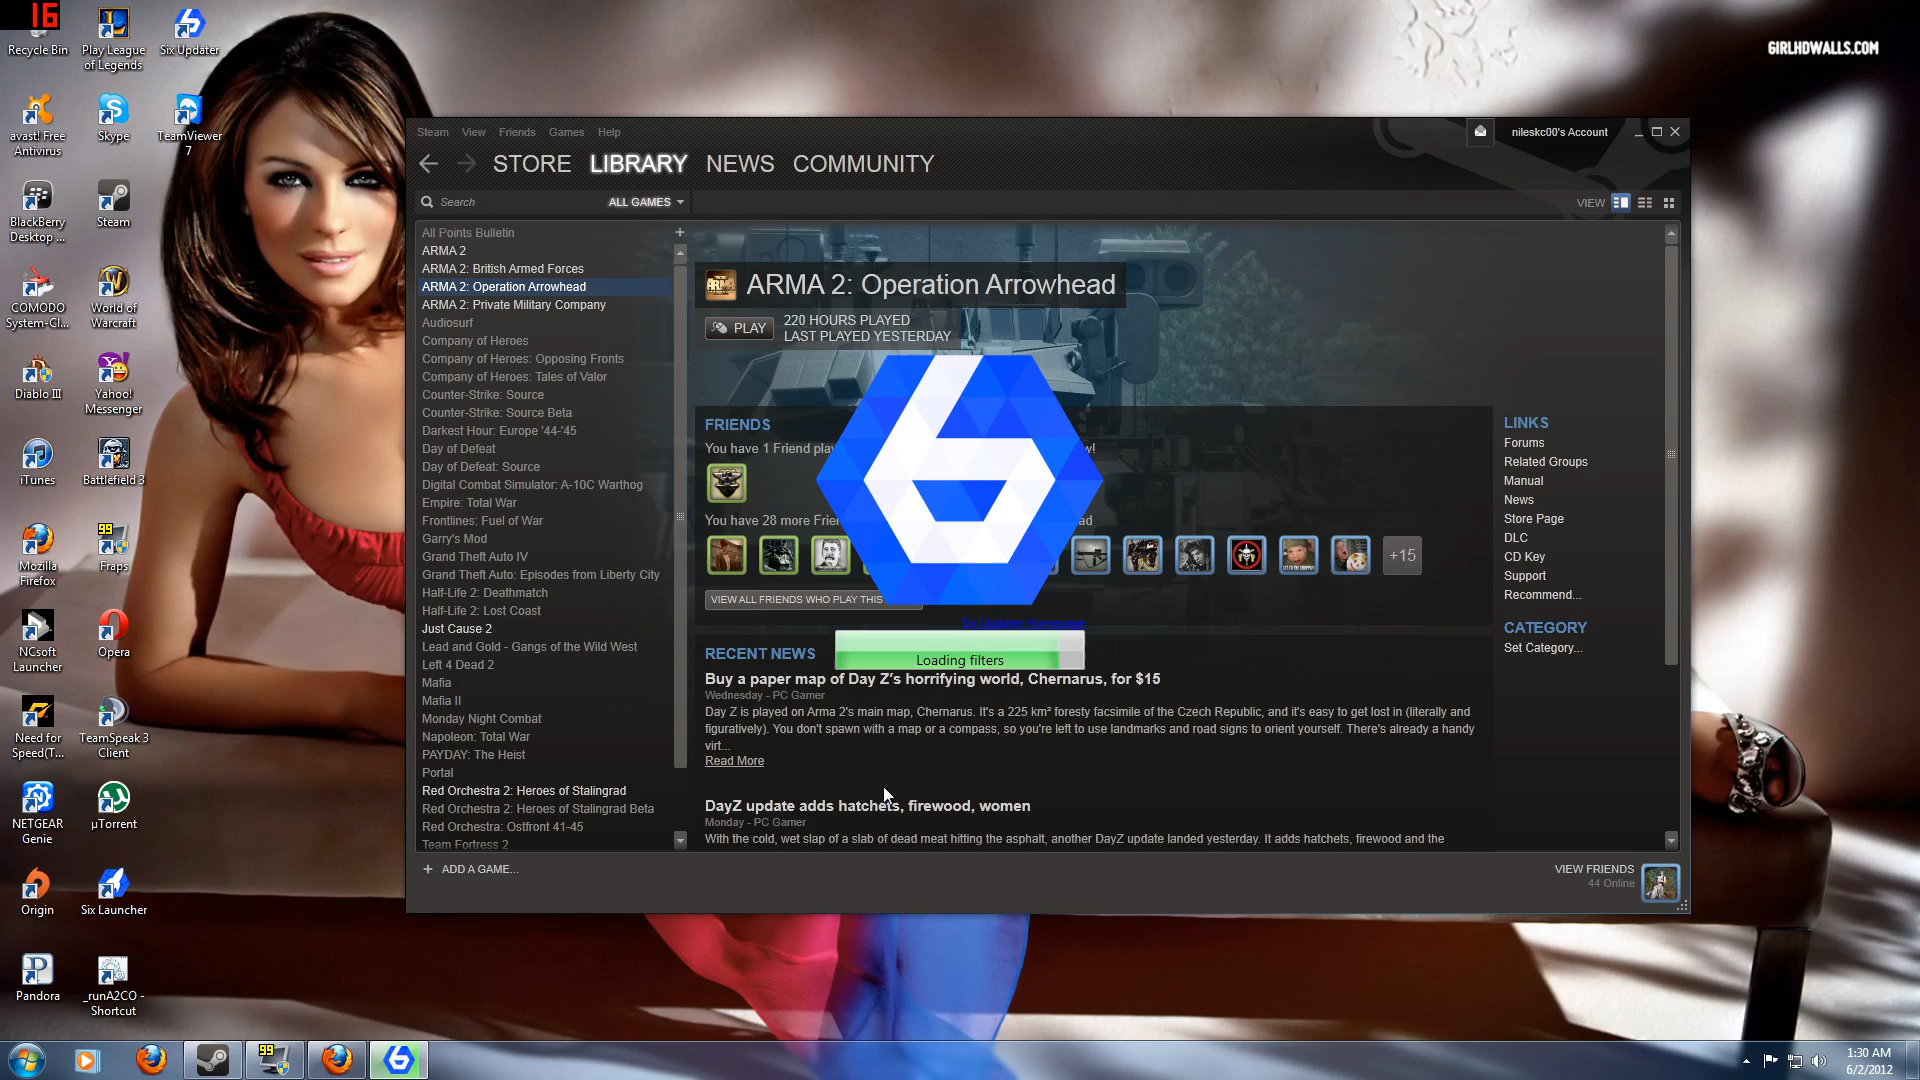 16
Recycle Bin
Play League
of Legends
Six Updater
GIRLHDWALLS.COM
avast! Free
Antivirus
Skype
TeamViewer
7
BlackBerry
Desktop ...
Steam
COMODO
System-Cl...
World of
Warcraft
Diablo III
Yahoo!
Messenger
iTunes
Battlefield 3
Mozilla
Firefox
99
Fraps
NCsoft
Launcher
Opera
Need for
Speed(T...
TeamSpeak 3
Client
NETGEAR
Genie
µTorrent
Origin
Six Launcher
Pandora
_runA2CO -
Shortcut
Steam View Friends Games Help
nileskc00's Account
STORE LIBRARY NEWS COMMUNITY
Search
ALL GAMES
VIEW
All Points Bulletin
ARMA 2
ARMA 2: British Armed Forces
ARMA 2: Operation Arrowhead
ARMA 2: Private Military Company
Audiosurf
Company of Heroes
Company of Heroes: Opposing Fronts
Company of Heroes: Tales of Valor
Counter-Strike: Source
Counter-Strike: Source Beta
Darkest Hour: Europe '44-'45
Day of Defeat
Day of Defeat: Source
Digital Combat Simulator: A-10C Warthog
Empire: Total War
Frontlines: Fuel of War
Garry's Mod
Grand Theft Auto IV
Grand Theft Auto: Episodes from Liberty City
Half-Life 2: Deathmatch
Half-Life 2: Lost Coast
Just Cause 2
Lead and Gold - Gangs of the Wild West
Left 4 Dead 2
Mafia
Mafia II
Monday Night Combat
Napoleon: Total War
PAYDAY: The Heist
Portal
Red Orchestra 2: Heroes of Stalingrad
Red Orchestra 2: Heroes of Stalingrad Beta
Red Orchestra: Ostfront 41-45
Team Fortress 2
+ ADD A GAME...
ARMA 2: Operation Arrowhead
PLAY
220 HOURS PLAYED
LAST PLAYED YESTERDAY
FRIENDS
You have 1 Friend
You have 28 more
+15
VIEW ALL FRIENDS WHO PLAY THIS
Six Updater Homepage
Loading filters
RECENT NEWS
Buy a paper map of Day Z's horrifying world, Chernarus, for $15
Wednesday - PC Gamer
Day Z is played on Arma 2's main map, Chernarus. It's a 225 km² foresty facsimile of the Czech Republic, and it's easy to get lost in (literally and
figuratively). You don't spawn with a map or a compass, so you're left to use landmarks and road signs to orient yourself. There's already a handy
virt...
Read More
DayZ update adds hatchets, firewood, women
Monday - PC Gamer
With the cold, wet slap of a slab of dead meat hitting the asphalt, another DayZ update landed yesterday. It adds hatchets, firewood and the
LINKS
Forums
Related Groups
Manual
News
Store Page
DLC
CD Key
Support
Recommend...
CATEGORY
Set Category...
VIEW FRIENDS
44 Online
99
1:30 AM
6/2/2012